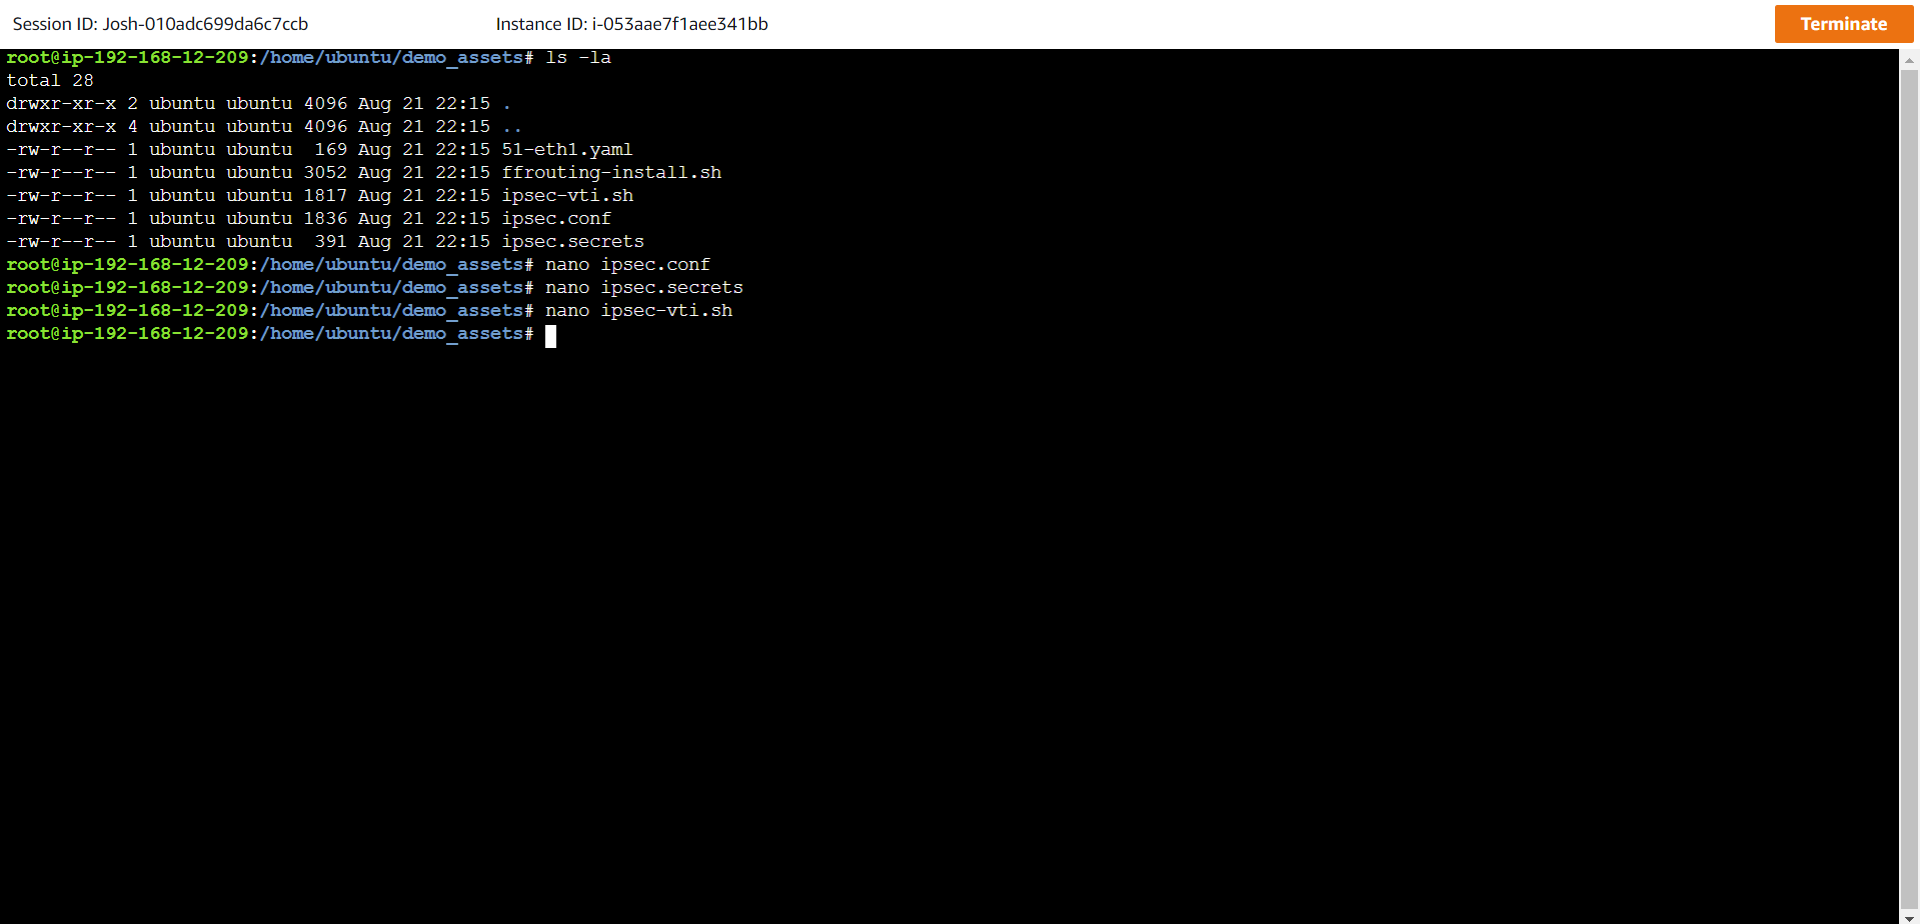 Session ID: Josh-010adc699da6c7ccb Instance ID: i-053aae7f1aee341bb Terminate
root@ip-192-168-12-209:/home/ubuntu/demo_assets# ls -la
total 28
drwxr-xr-x 2 ubuntu ubuntu 4096 Aug 21 22:15 .
drwxr-xr-x 4 ubuntu ubuntu 4096 Aug 21 22:15 ..
-rw-r--r-- 1 ubuntu ubuntu  169 Aug 21 22:15 51-eth1.yaml
-rw-r--r-- 1 ubuntu ubuntu 3052 Aug 21 22:15 ffrouting-install.sh
-rw-r--r-- 1 ubuntu ubuntu 1817 Aug 21 22:15 ipsec-vti.sh
-rw-r--r-- 1 ubuntu ubuntu 1836 Aug 21 22:15 ipsec.conf
-rw-r--r-- 1 ubuntu ubuntu  391 Aug 21 22:15 ipsec.secrets
root@ip-192-168-12-209:/home/ubuntu/demo_assets# nano ipsec.conf
root@ip-192-168-12-209:/home/ubuntu/demo_assets# nano ipsec.secrets
root@ip-192-168-12-209:/home/ubuntu/demo_assets# nano ipsec-vti.sh
root@ip-192-168-12-209:/home/ubuntu/demo_assets#